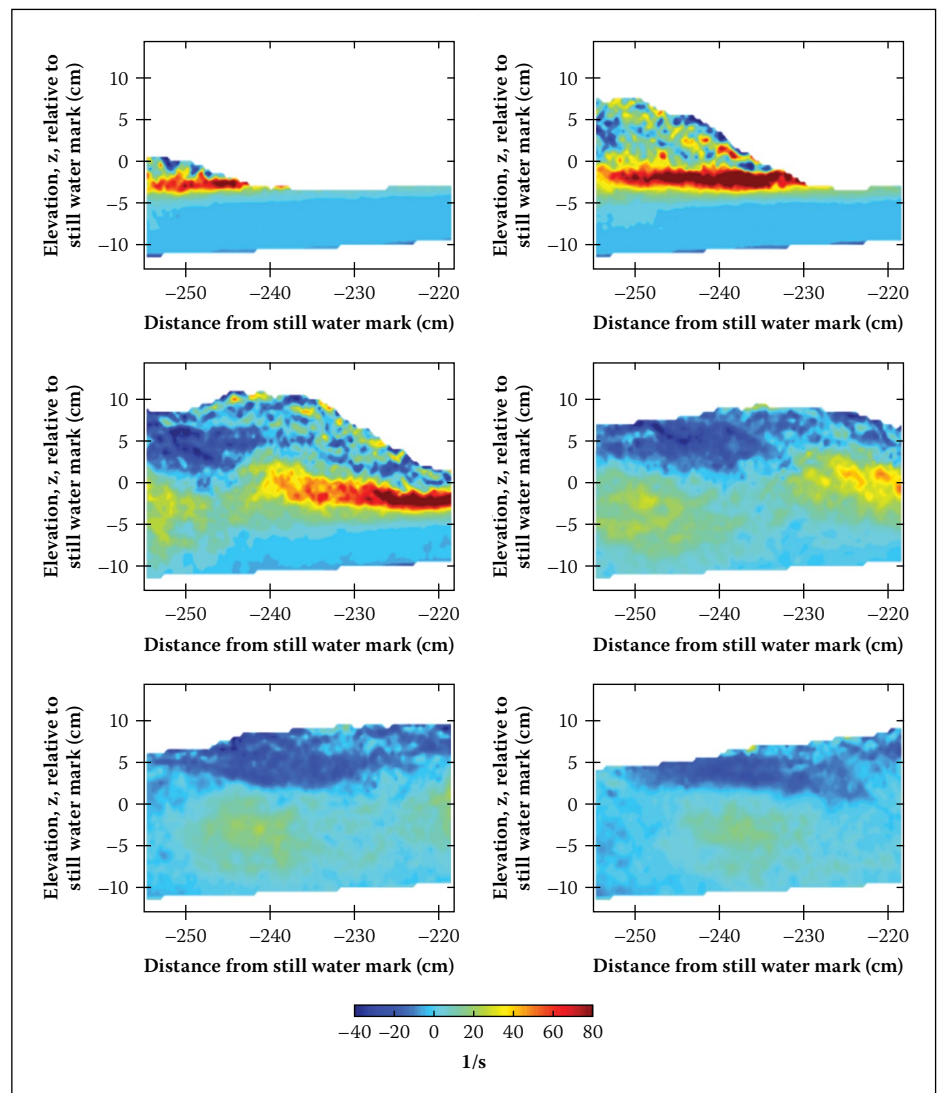 Elevation, z, relative to
still water mark (cm)
10
5
0
−5
−10
−250
−240
−230
−220
Distance from still water mark (cm)
Elevation, z, relative to
still water mark (cm)
10
5
0
−5
−10
−250
−240
−230
−220
Distance from still water mark (cm)
Elevation, z, relative to
still water mark (cm)
10
5
0
−5
−10
−250
−240
−230
−220
Distance from still water mark (cm)
Elevation, z, relative to
still water mark (cm)
10
5
0
−5
−10
−250
−240
−230
−220
Distance from still water mark (cm)
Elevation, z, relative to
still water mark (cm)
10
5
0
−5
−10
−250
−240
−230
−220
Distance from still water mark (cm)
Elevation, z, relative to
still water mark (cm)
10
5
0
−5
−10
−250
−240
−230
−220
Distance from still water mark (cm)
−40 −20 0 20 40 60 80
1/s